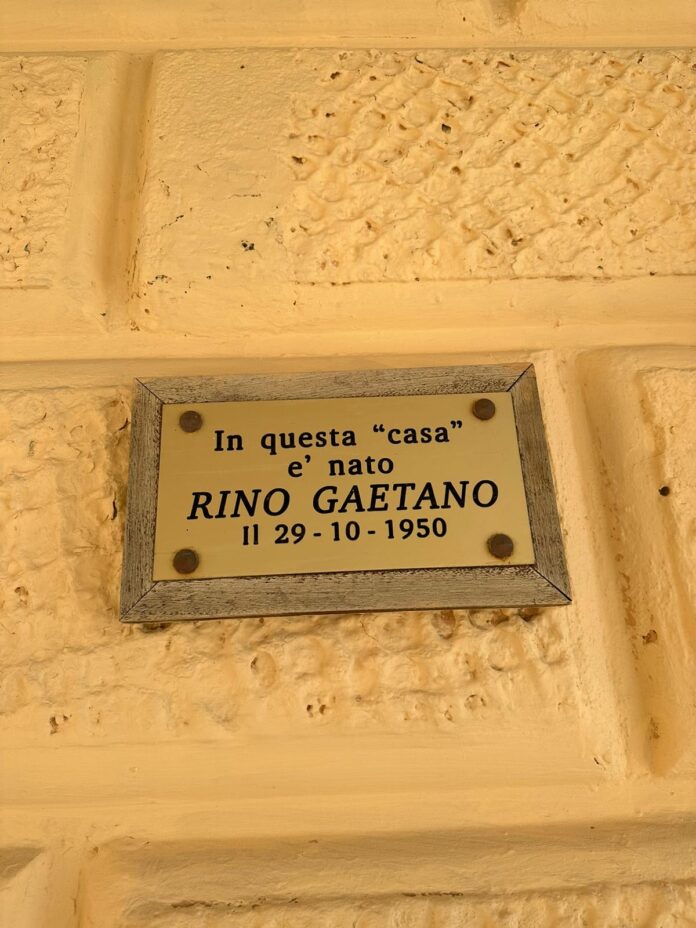 In questa “casa”
e’ nato
RINO GAETANO
Il 29 - 10 - 1950